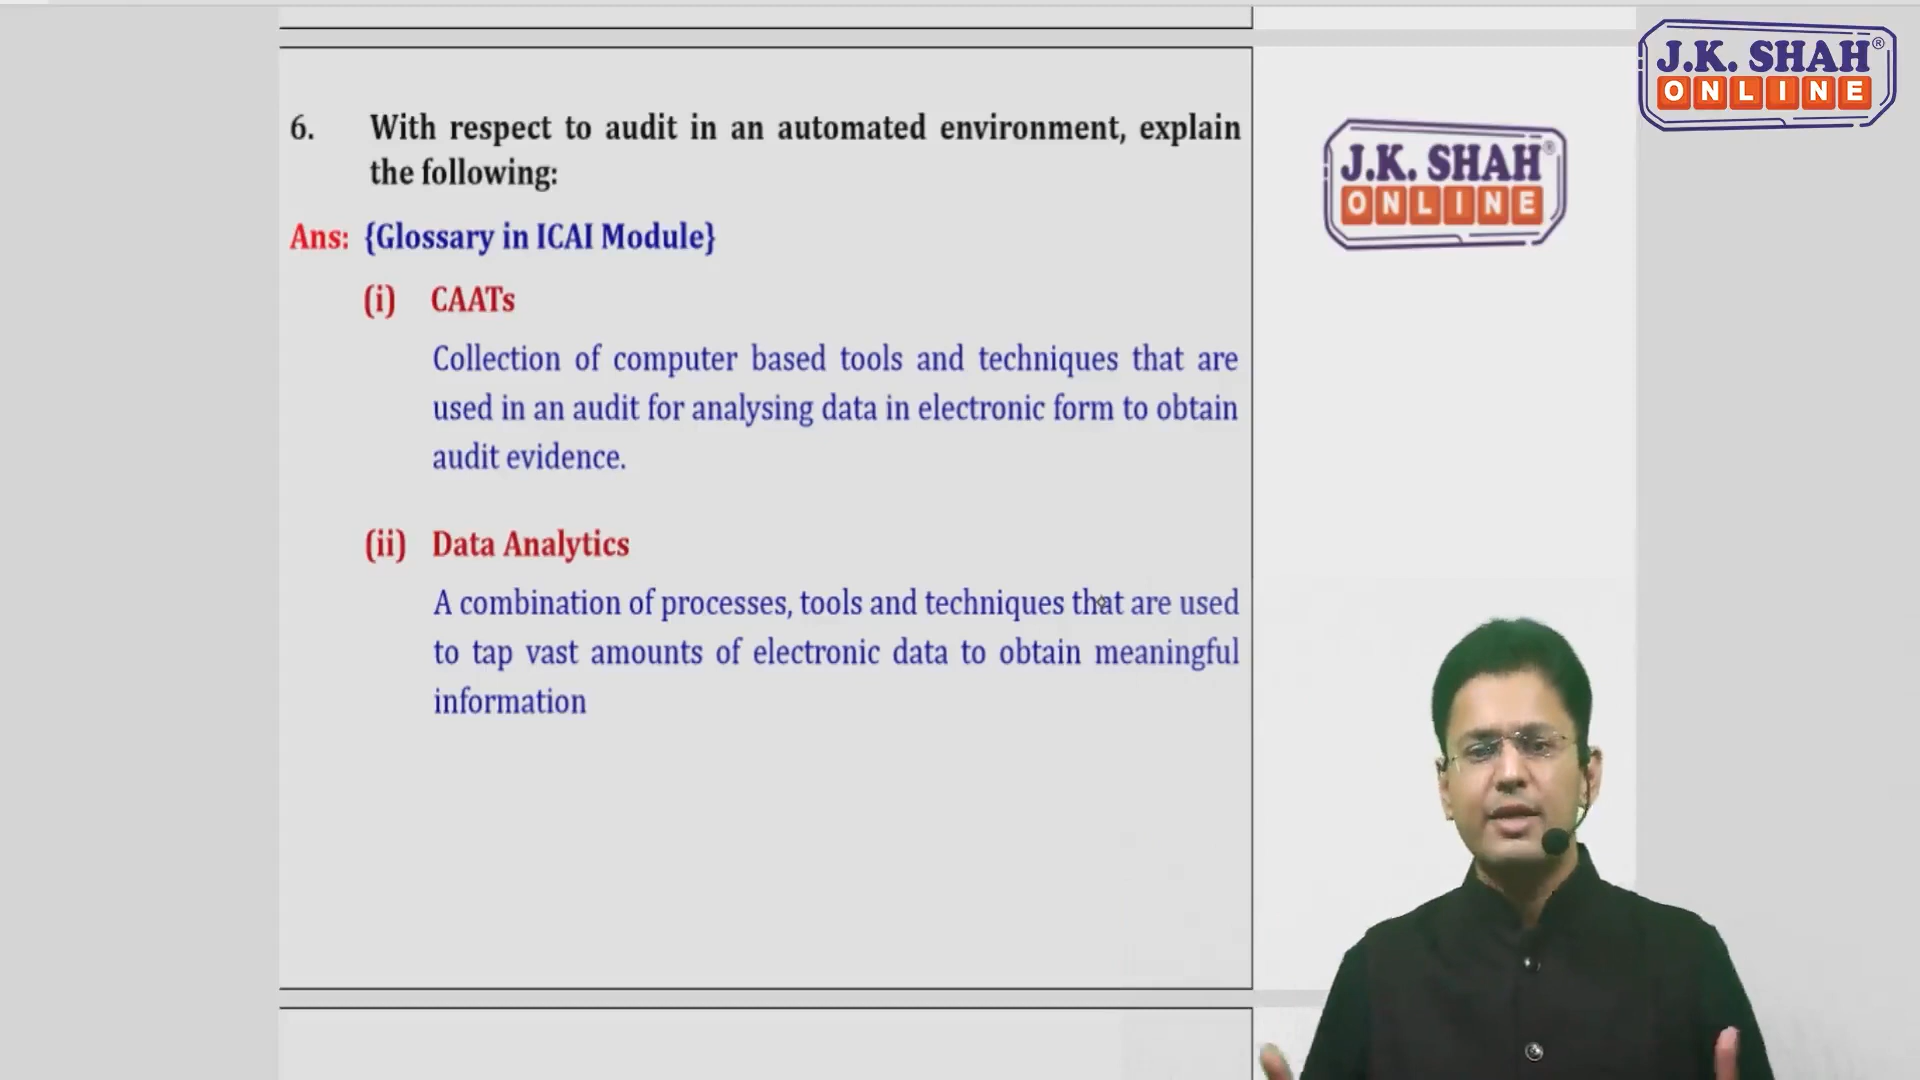 J.K. SHAH®
ONLINE
J.K. SHAH®
ONLINE
6. With respect to audit in an automated environment, explain
the following:
Ans: {Glossary in ICAI Module}
(i) CAATs
Collection of computer based tools and techniques that are
used in an audit for analysing data in electronic form to obtain
audit evidence.
(ii) Data Analytics
A combination of processes, tools and techniques that are used
to tap vast amounts of electronic data to obtain meaningful
information